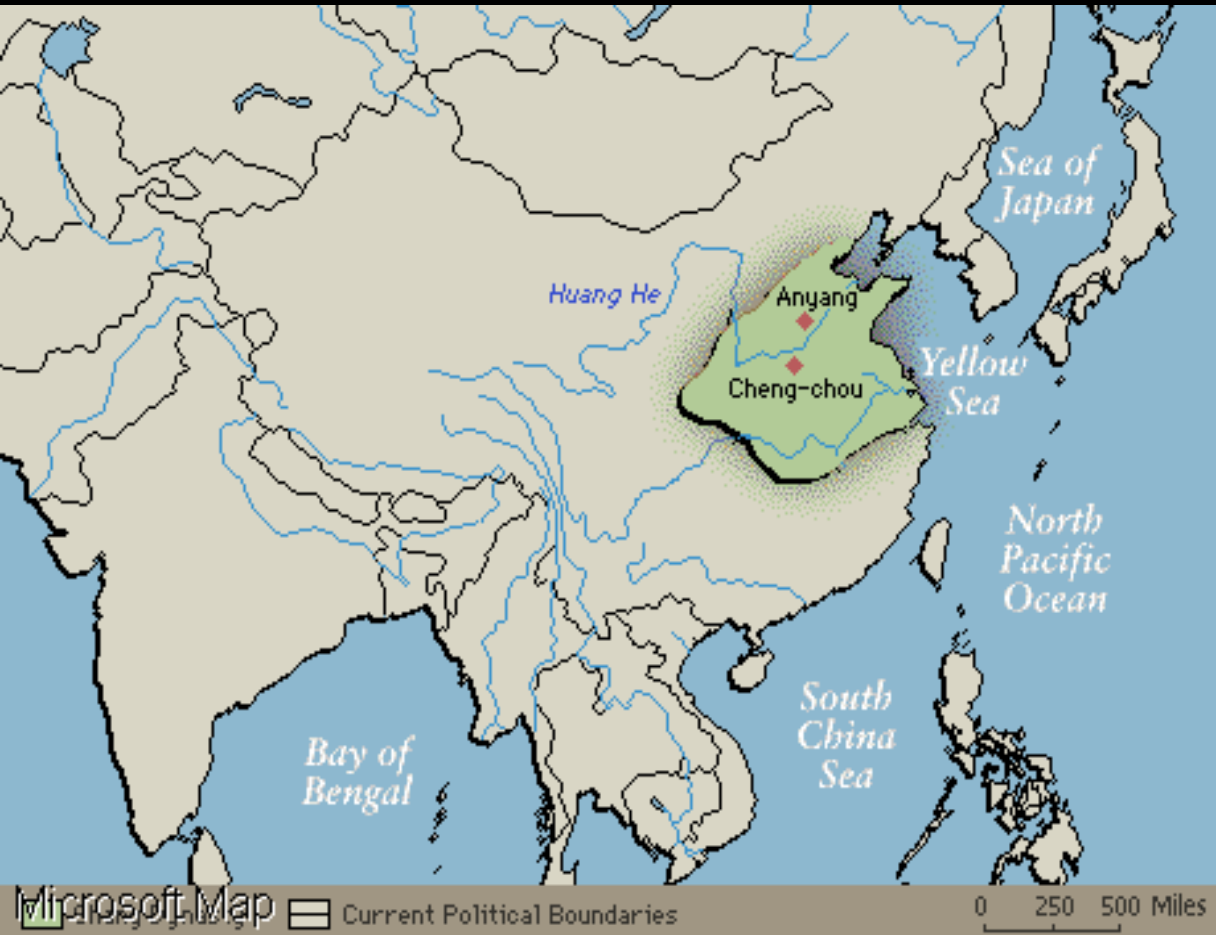 Sea of
Japan
Huang He
Anyang
Yellow
Sea
Cheng-chou
North
Pacific
Ocean
South
China
Sea
Bay of
Bengal
Microsoft Map
Current Political Boundaries
0 250 500 Miles